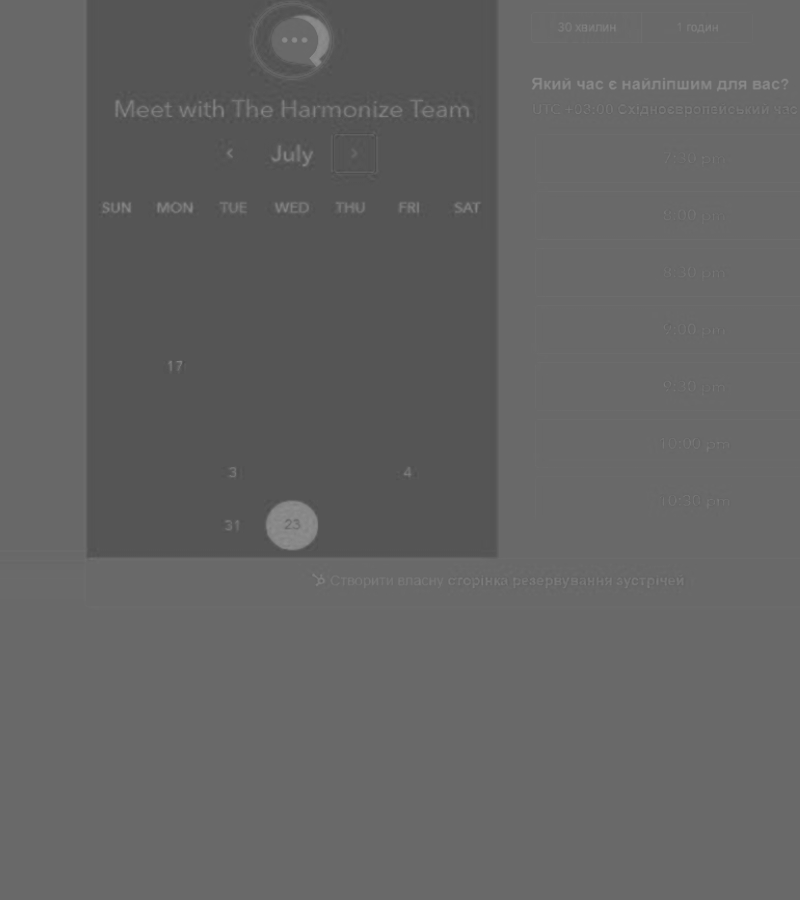 30 хвилин 1 годин
Meet with The Harmonize Team
‹ July ›
SUN MON TUE WED THU FRI SAT
17
3 4
31 23
Який час є найліпшим для вас?
UTC +03:00 Східноєвропейський час
7:30 pm
8:00 pm
8:30 pm
9:00 pm
9:30 pm
10:00 pm
10:30 pm
Створити власну сторінка резервування зустрічей